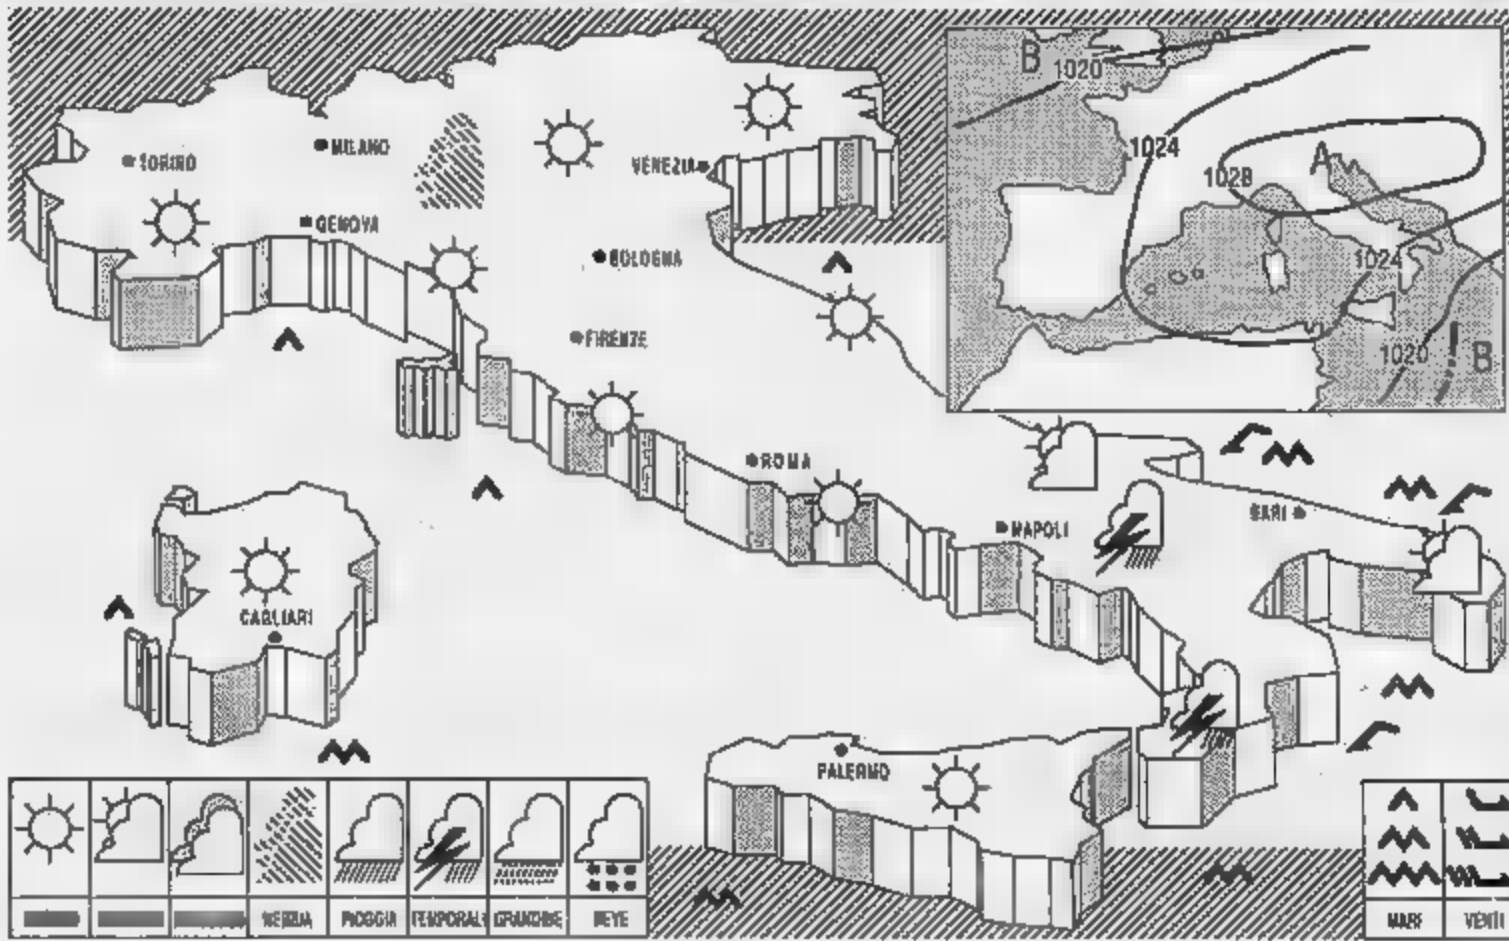 B
1020
1024
1028
A
1024
1020
B
MILANO
TORINO
VENEZIA
GENOVA
BOLOGNA
FIRENZE
ROMA
NAPOLI
BARI
CAGLIARI
PALERMO
NEBBIA PIOGGIA TEMPORALI GRANDINE NEVE
MARI VENTI